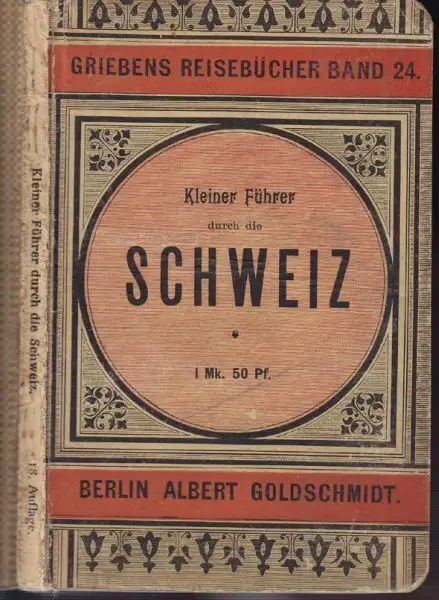 GRIEBENS REISEBÜCHER BAND 24.
Kleiner Führer
durch die
SCHWEIZ
1 Mk. 50 Pf.
BERLIN ALBERT GOLDSCHMIDT.
Kleiner Führer durch die Schweiz.
18. Auflage.